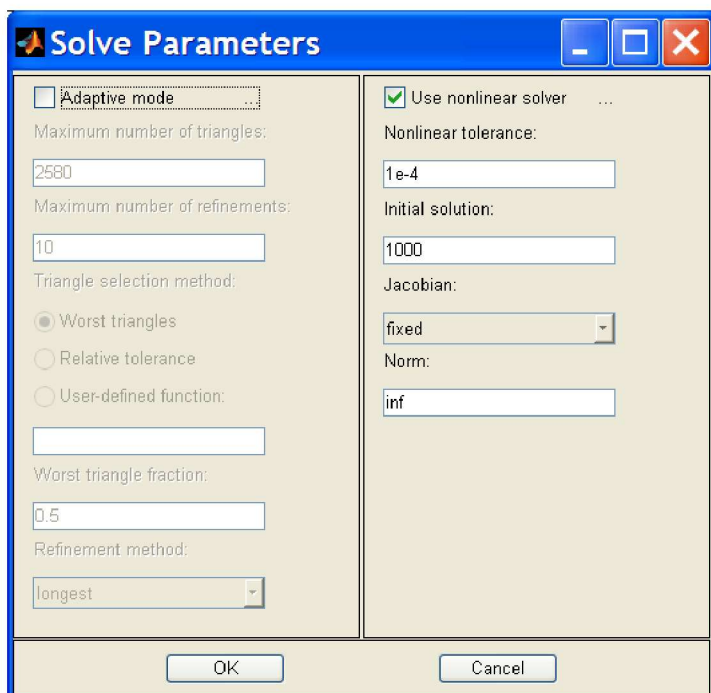 Solve Parameters
Adaptive mode ...
Maximum number of triangles:
2580
Maximum number of refinements:
10
Triangle selection method:
Worst triangles
Relative tolerance
User-defined function:
Worst triangle fraction:
0.5
Refinement method:
longest
Use nonlinear solver ...
Nonlinear tolerance:
1e-4
Initial solution:
1000
Jacobian:
fixed
Norm:
inf
OK
Cancel